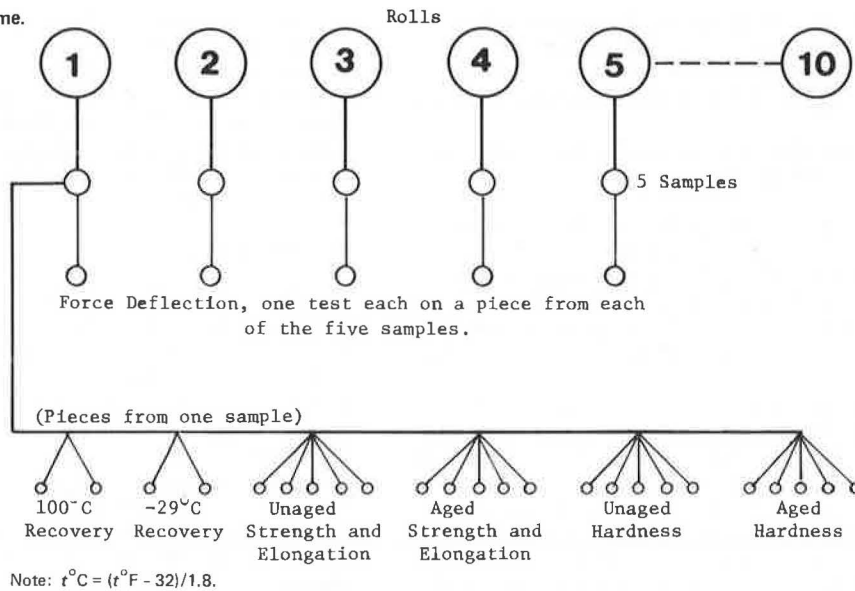 me.
Rolls
1 2 3 4 5 10
5 Samples
Force Deflection, one test each on a piece from each
of the five samples.
(Pieces from one sample)
100°C -29°C Unaged Aged Unaged Aged
Recovery Recovery Strength and Strength and Hardness Hardness
Elongation Elongation
Note: t°C = (t°F - 32)/1.8.